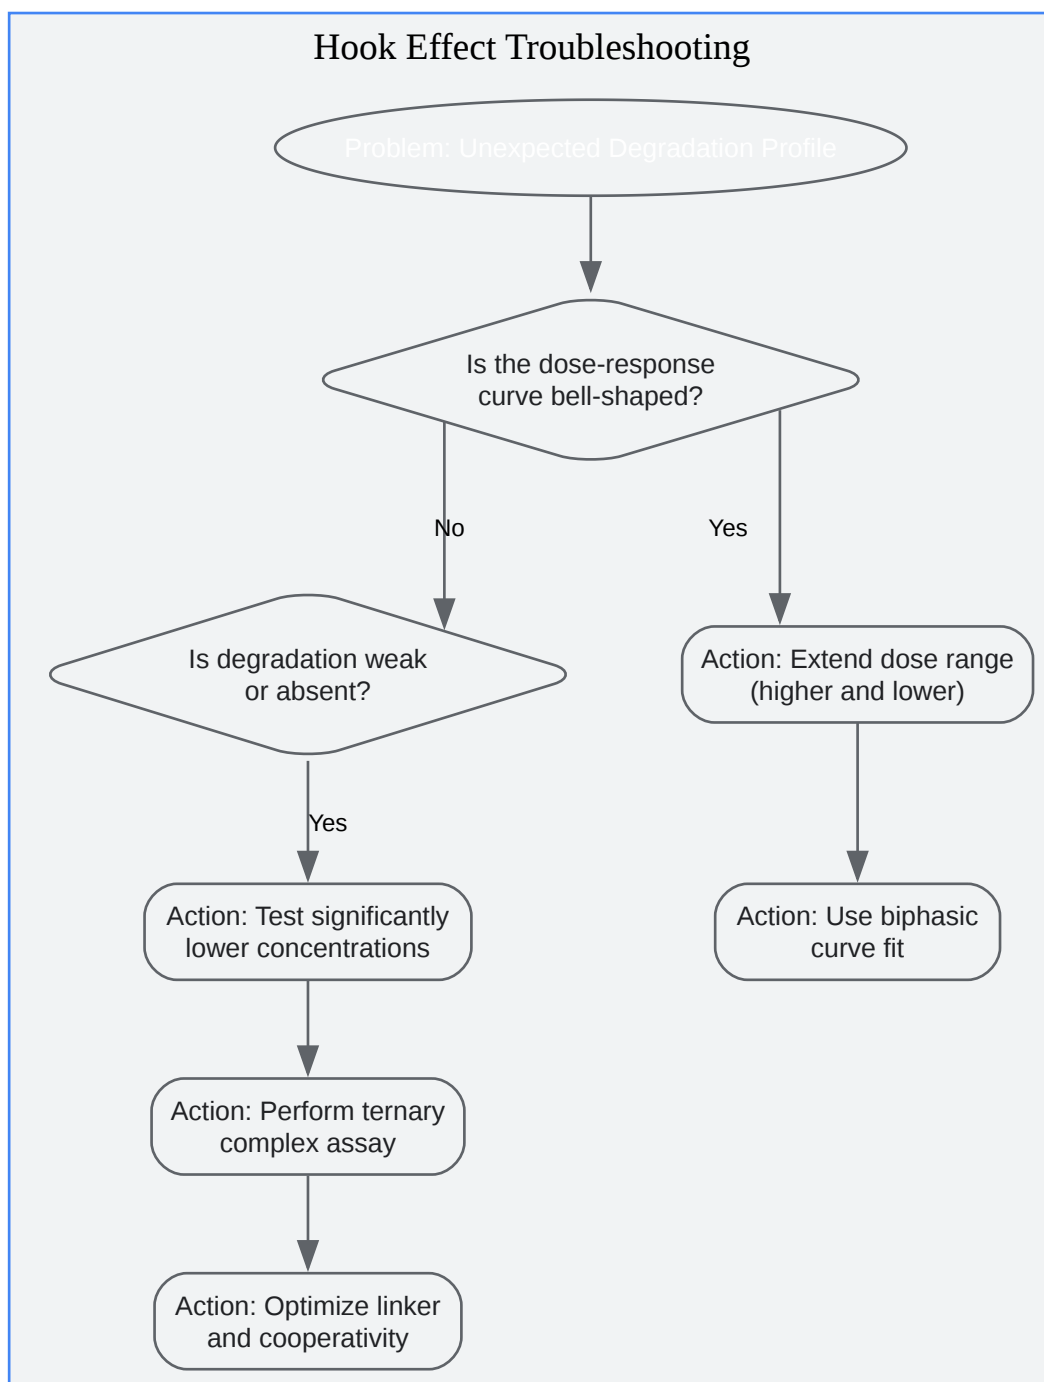 Hook Effect Troubleshooting
Problem: Unexpected Degradation Profile
Is the dose-response
curve bell-shaped?
No
Yes
Is degradation weak
or absent?
Action: Extend dose range
(higher and lower)
Yes
Action: Test significantly
lower concentrations
Action: Use biphasic
curve fit
Action: Perform ternary
complex assay
Action: Optimize linker
and cooperativity